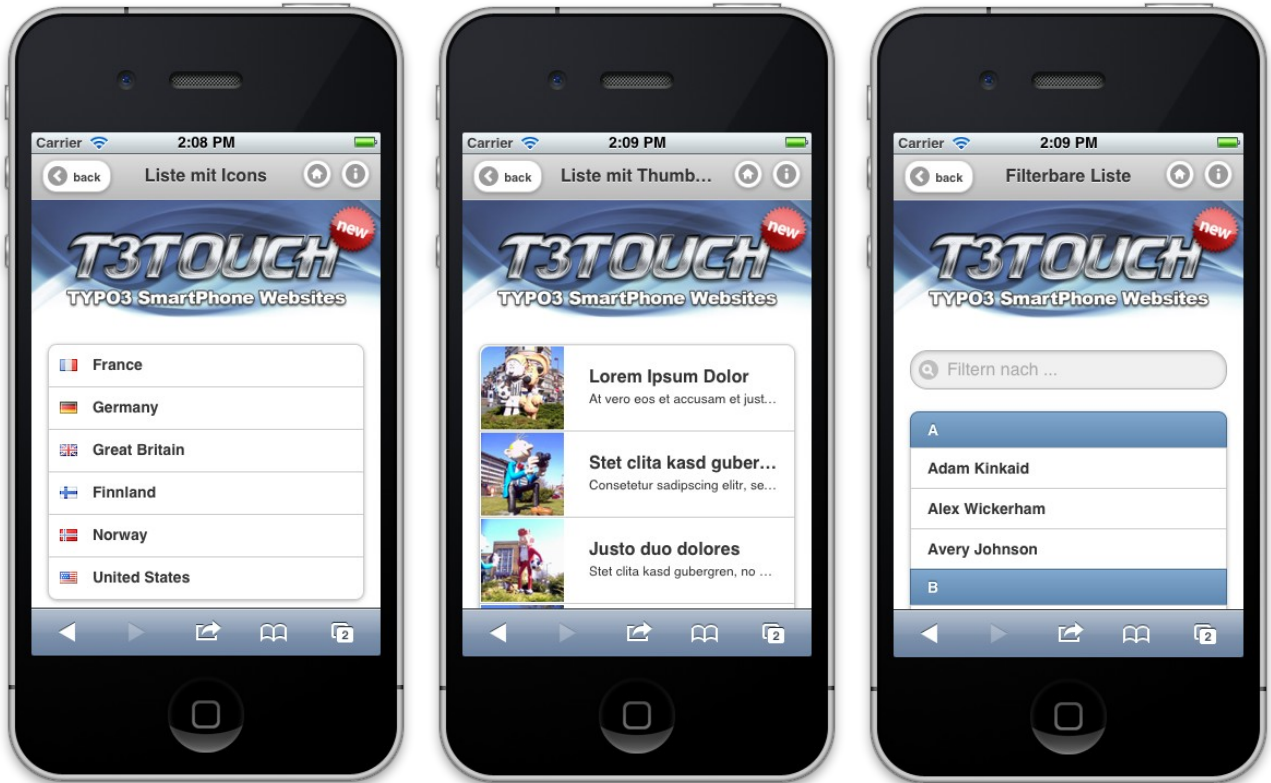 Carrier 2:08 PM
back Liste mit Icons
new
T3TOUCH
TYPO3 SmartPhone Websites
France
Germany
Great Britain
Finnland
Norway
United States
2
Carrier 2:09 PM
back Liste mit Thumb...
new
T3TOUCH
TYPO3 SmartPhone Websites
Lorem Ipsum Dolor
At vero eos et accusam et just...
Stet clita kasd guber...
Consetetur sadipscing elitr, se...
Justo duo dolores
Stet clita kasd gubergren, no ...
2
Carrier 2:09 PM
back Filterbare Liste
new
T3TOUCH
TYPO3 SmartPhone Websites
Filtern nach ...
A
Adam Kinkaid
Alex Wickerham
Avery Johnson
B
2